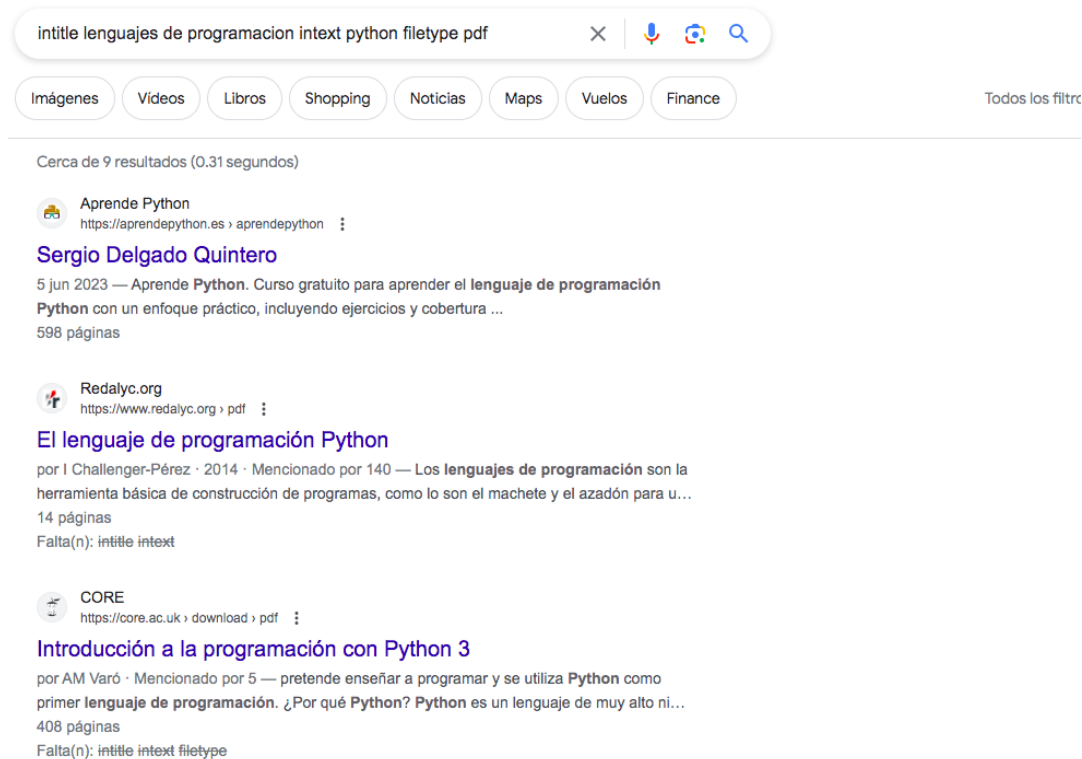 intitle lenguajes de programacion intext python filetype pdf
Imágenes Vídeos Libros Shopping Noticias Maps Vuelos Finance Todos los filtro
Cerca de 9 resultados (0.31 segundos)
Aprende Python
https://aprendepython.es › aprendepython
Sergio Delgado Quintero
5 jun 2023 — Aprende Python. Curso gratuito para aprender el lenguaje de programación
Python con un enfoque práctico, incluyendo ejercicios y cobertura ...
598 páginas
Redalyc.org
https://www.redalyc.org › pdf
El lenguaje de programación Python
por I Challenger-Pérez · 2014 · Mencionado por 140 — Los lenguajes de programación son la
herramienta básica de construcción de programas, como lo son el machete y el azadón para u...
14 páginas
Falta(n): intitle intext
CORE
https://core.ac.uk › download › pdf
Introducción a la programación con Python 3
por AM Varó · Mencionado por 5 — pretende enseñar a programar y se utiliza Python como
primer lenguaje de programación. ¿Por qué Python? Python es un lenguaje de muy alto ni...
408 páginas
Falta(n): intitle intext filetype